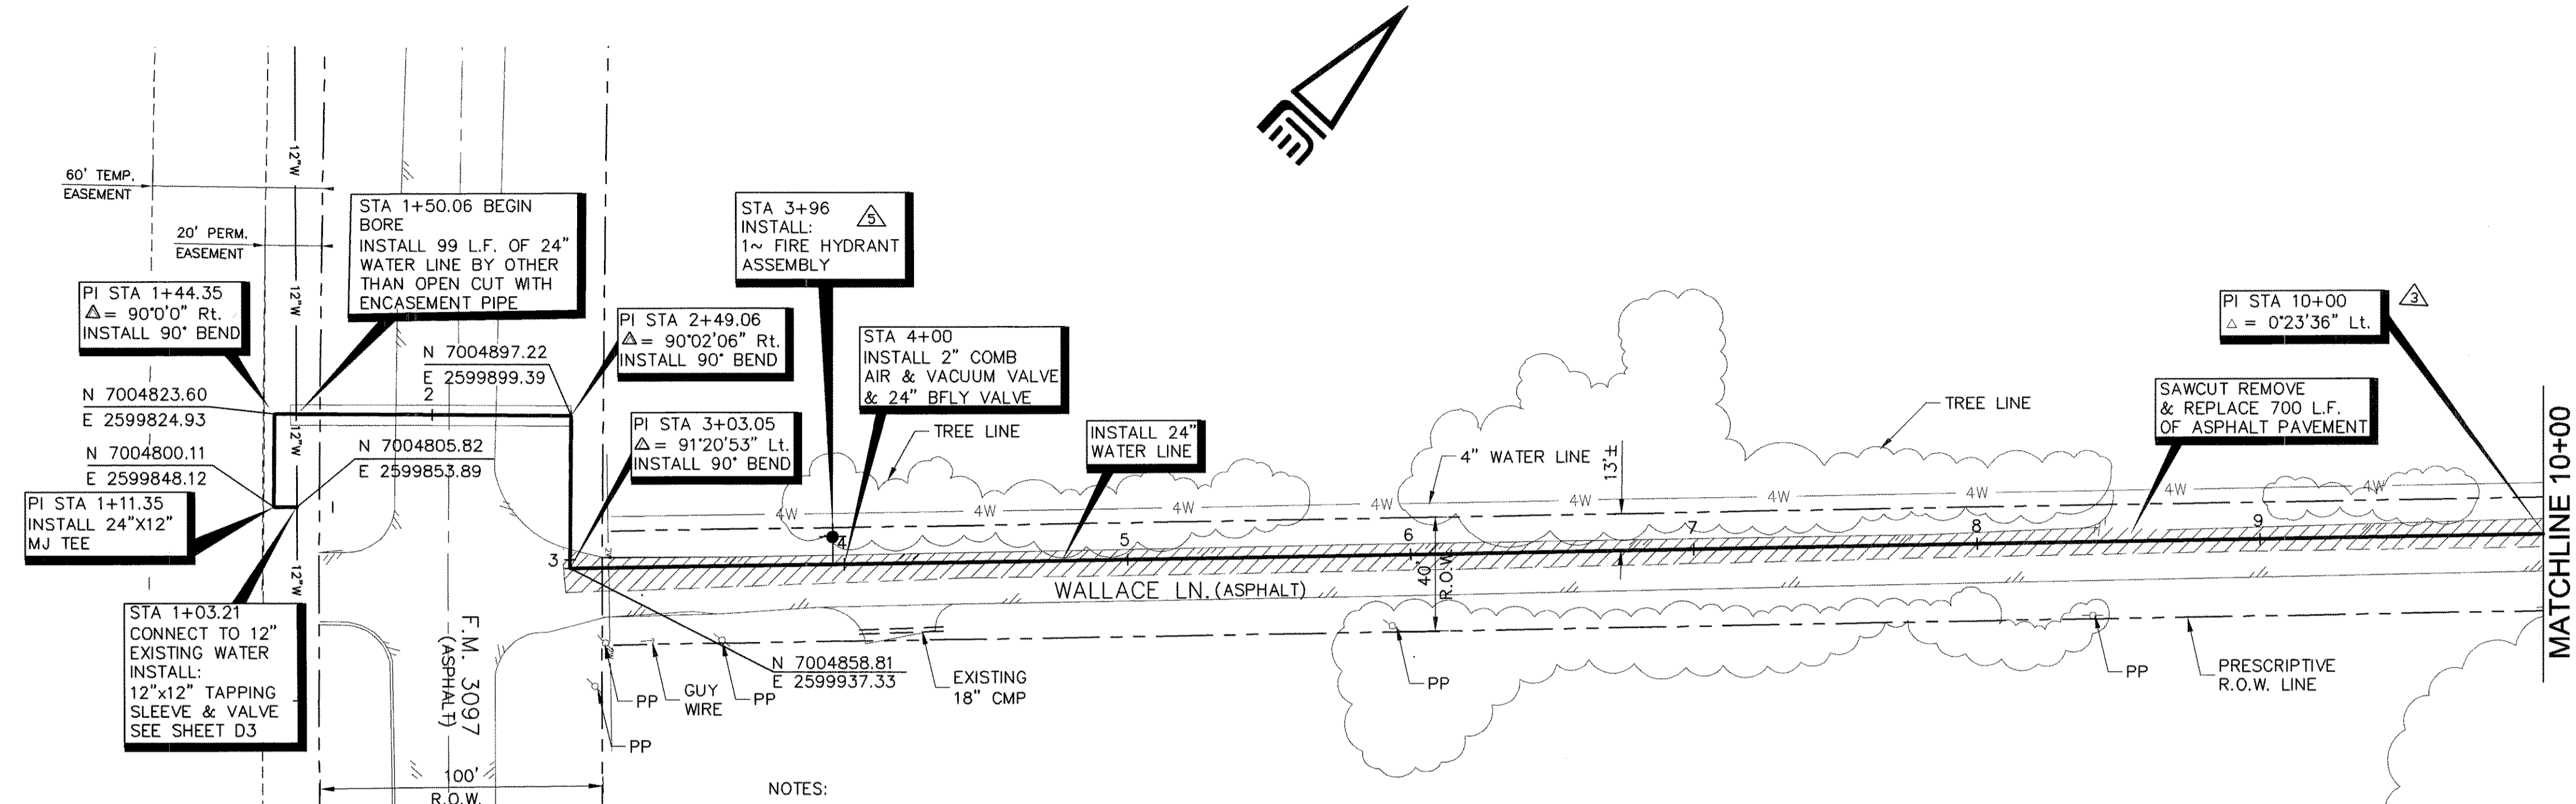 60' TEMP.
EASEMENT
20' PERM.
EASEMENT
12"W
12"W
12"W
12"W
PI STA 1+44.35
△= 90°0'0" Rt.
INSTALL 90° BEND
STA 1+50.06 BEGIN
BORE
INSTALL 99 L.F. OF 24"
WATER LINE BY OTHER
THAN OPEN CUT WITH
ENCASEMENT PIPE
N 7004823.60
E 2599824.93
N 7004800.11
E 2599848.12
PI STA 1+11.35
INSTALL 24"X12"
MJ TEE
STA 1+03.21
CONNECT TO 12"
EXISTING WATER
INSTALL:
12"x12" TAPPING
SLEEVE & VALVE
SEE SHEET D3
N 7004805.82
E 2599853.89
N 7004897.22
E 2599899.39
2
PI STA 2+49.06
△= 90°02'06" Rt.
INSTALL 90° BEND
PI STA 3+03.05
△= 91°20'53" Lt.
INSTALL 90° BEND
3
F.M. 3097
(ASPHALT)
100'
R.O.W.
STA 3+96
5
INSTALL:
1~ FIRE HYDRANT
ASSEMBLY
STA 4+00
INSTALL 2" COMB
AIR & VACUUM VALVE
& 24" BFLY VALVE
TREE LINE
INSTALL 24"
WATER LINE
4" WATER LINE
13'±
TREE LINE
SAWCUT REMOVE
& REPLACE 700 L.F.
OF ASPHALT PAVEMENT
PI STA 10+00
3
△ = 0°23'36" Lt.
4W
4W
4W
4W
4W
4W
4W
4W
4W
4
5
6
7
8
9
40'
R.O.W.
WALLACE LN. (ASPHALT)
N 7004858.81
E 2599937.33
PP
GUY
WIRE
PP
PP
EXISTING
18" CMP
PP
PP
PRESCRIPTIVE
R.O.W. LINE
MATCHLINE 10+00
NOTES: